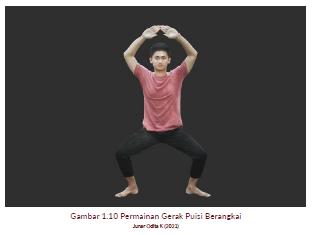 Gambar 1.10 Permainan Gerak Puisi Berangkai
Junar Odita K (2021)